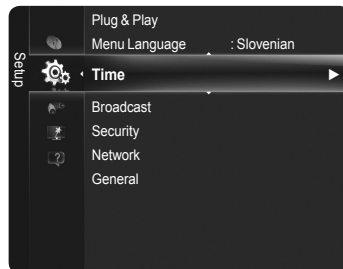 Setup
Plug & Play
Menu Language : Slovenian
Time
Broadcast
Security
Network
General